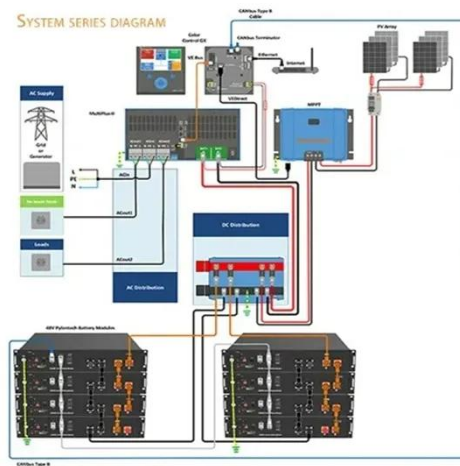 SYSTEM SERIES DIAGRAM
CANbus Type B
Cable
PV Array
Color
Control GX
CANbus Terminator
VE.Bus
Ethernet
Internet
AC Supply
Grid
or
Generator
MultiPlus-II
VE.Direct
MPPT
L
PE
N
ACin
ACout1
Loads
ACout2
AC Distribution
DC Distribution
48V Pylontech Battery Modules
CANbus Type B